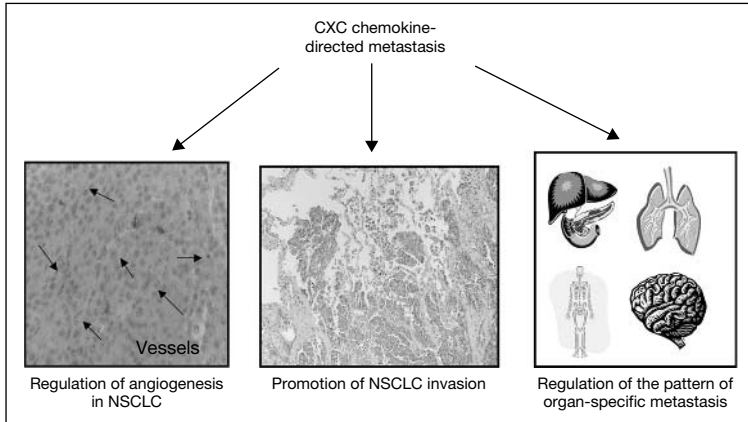 CXC chemokine-
directed metastasis
Vessels
Regulation of angiogenesis
in NSCLC
Promotion of NSCLC invasion
Regulation of the pattern of
organ-specific metastasis